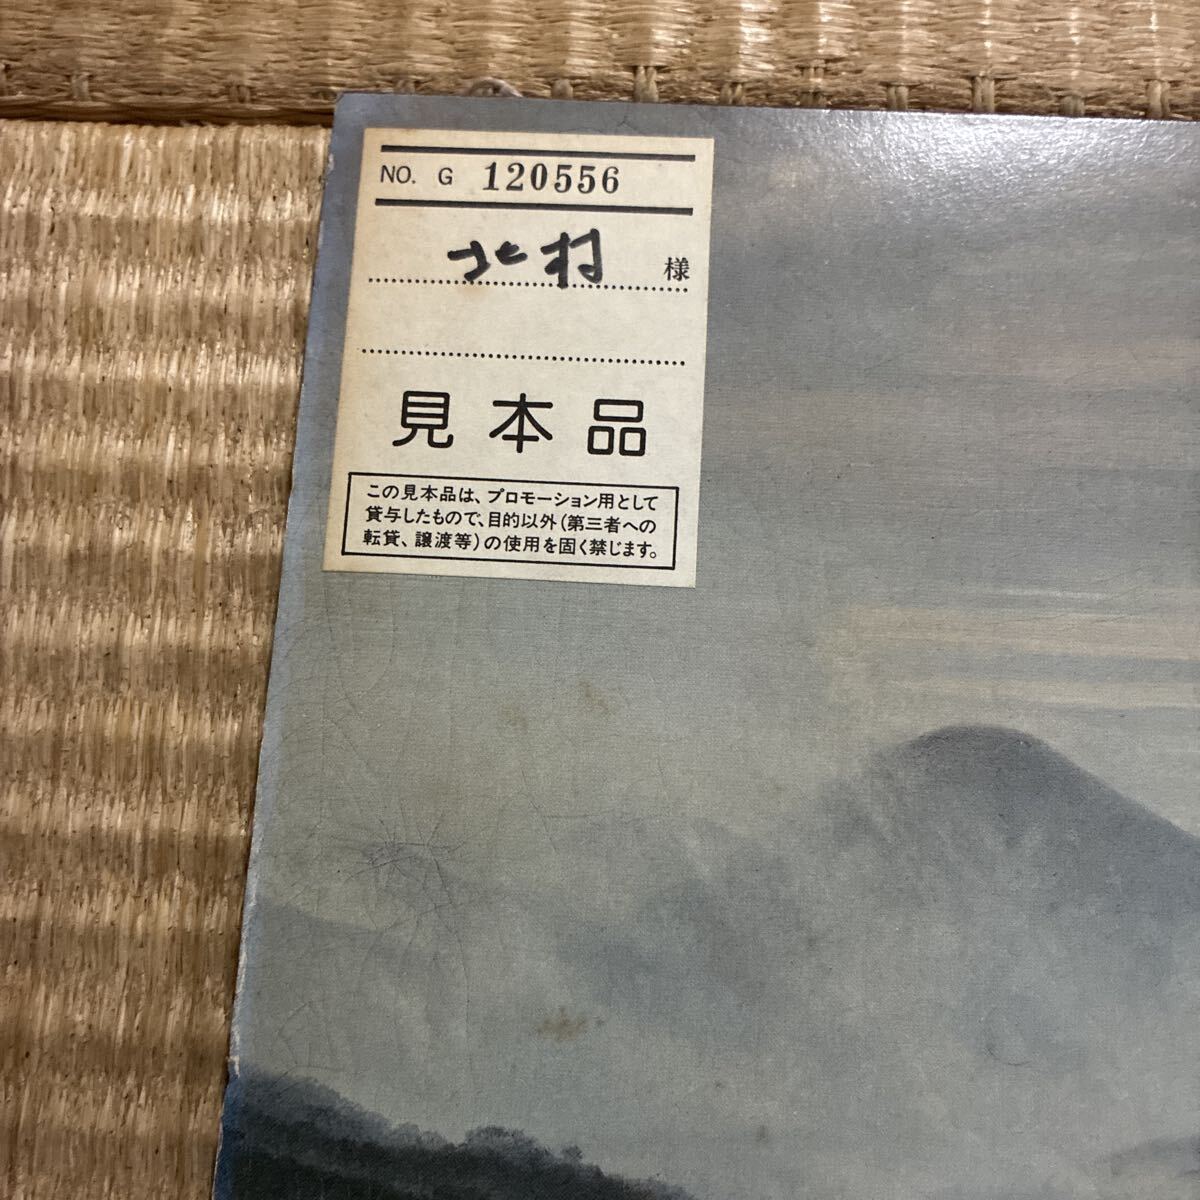 NO. G 120556
北村 様
見本品
この見本品は、プロモーション用として
貸与したもので、目的以外(第三者への
転貸、譲渡等)の使用を固く禁じます。